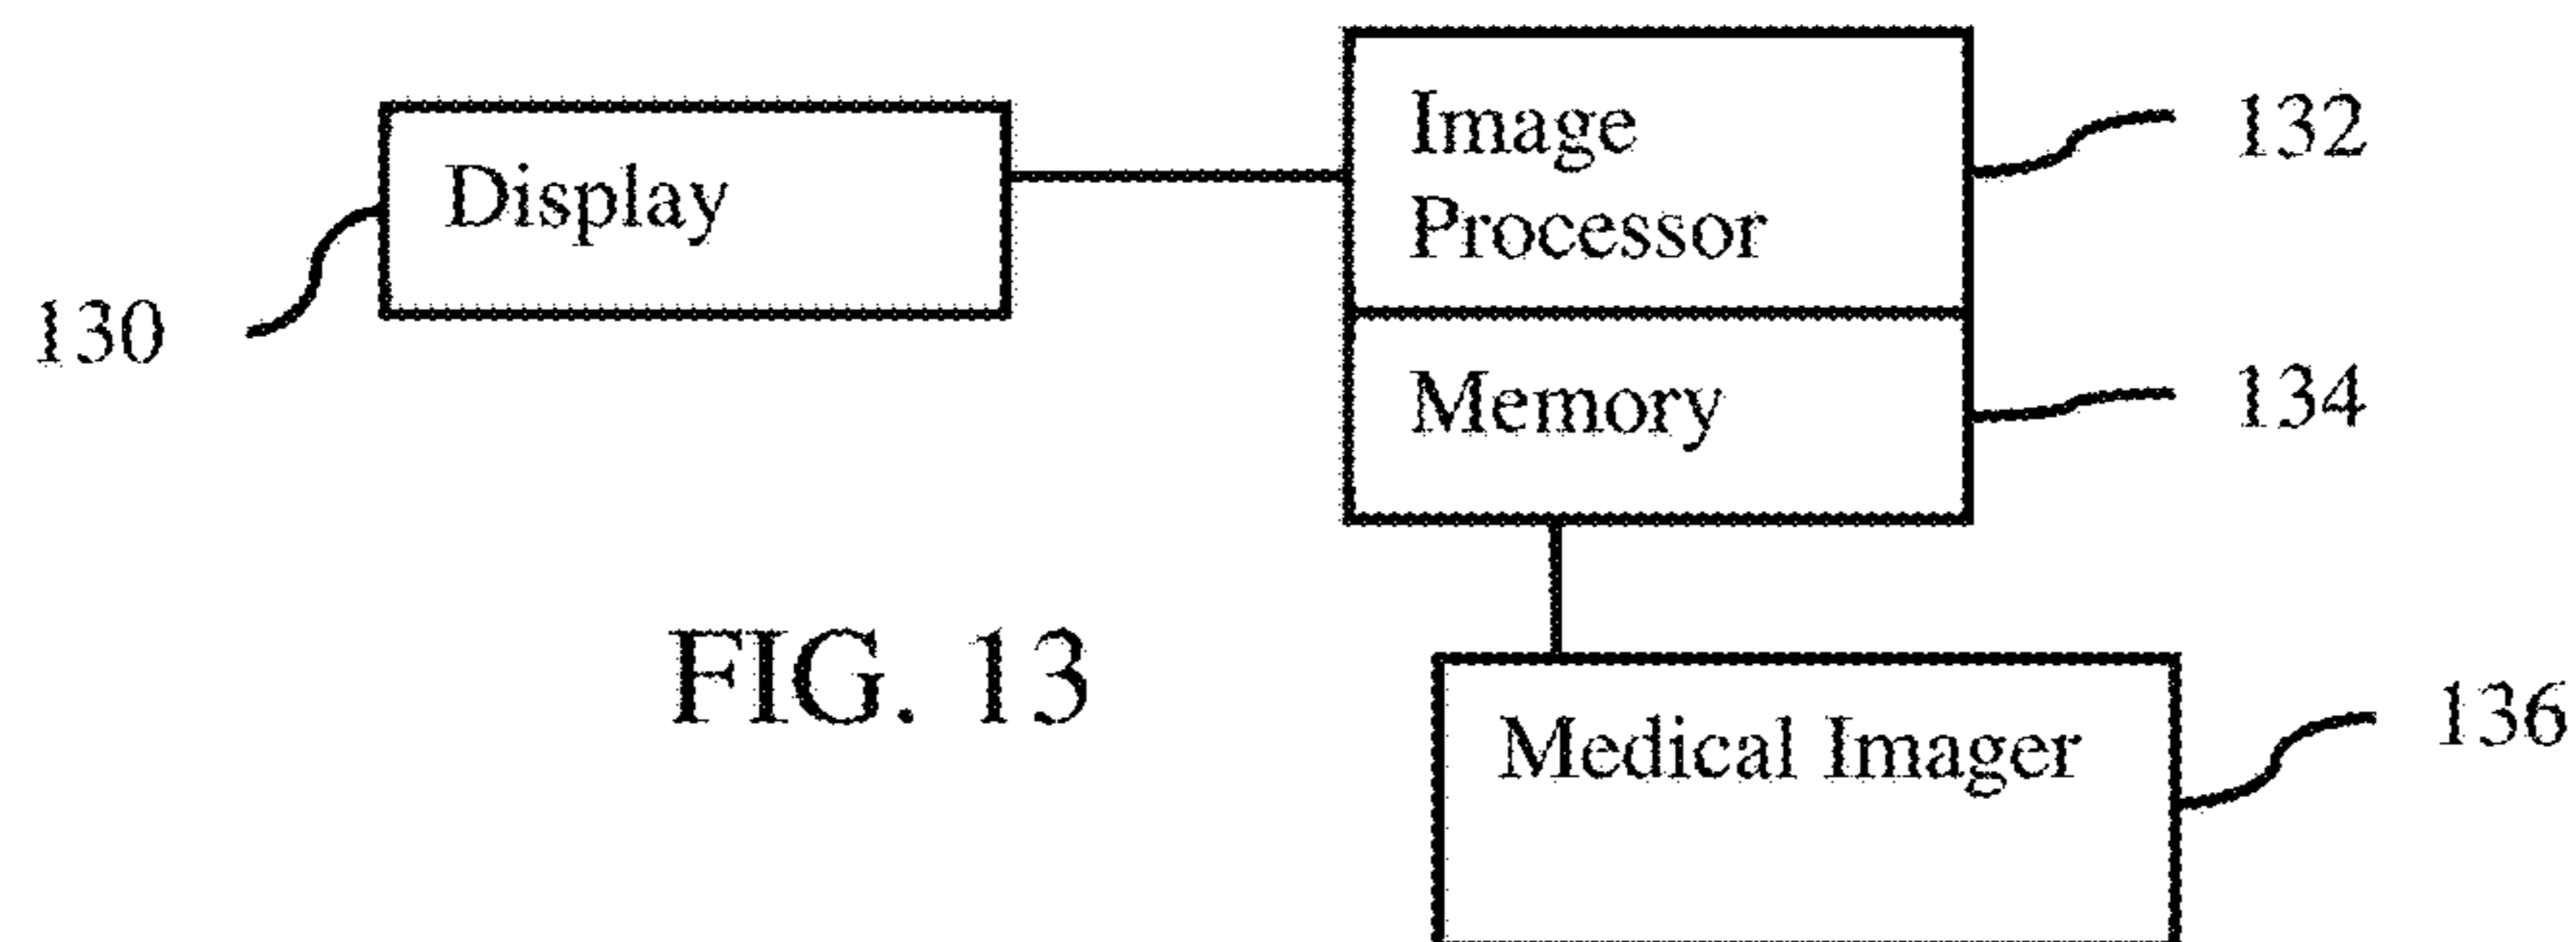 Image
Processor
132
Display
130
Memory
134
FIG. 13
Medical Imager
136